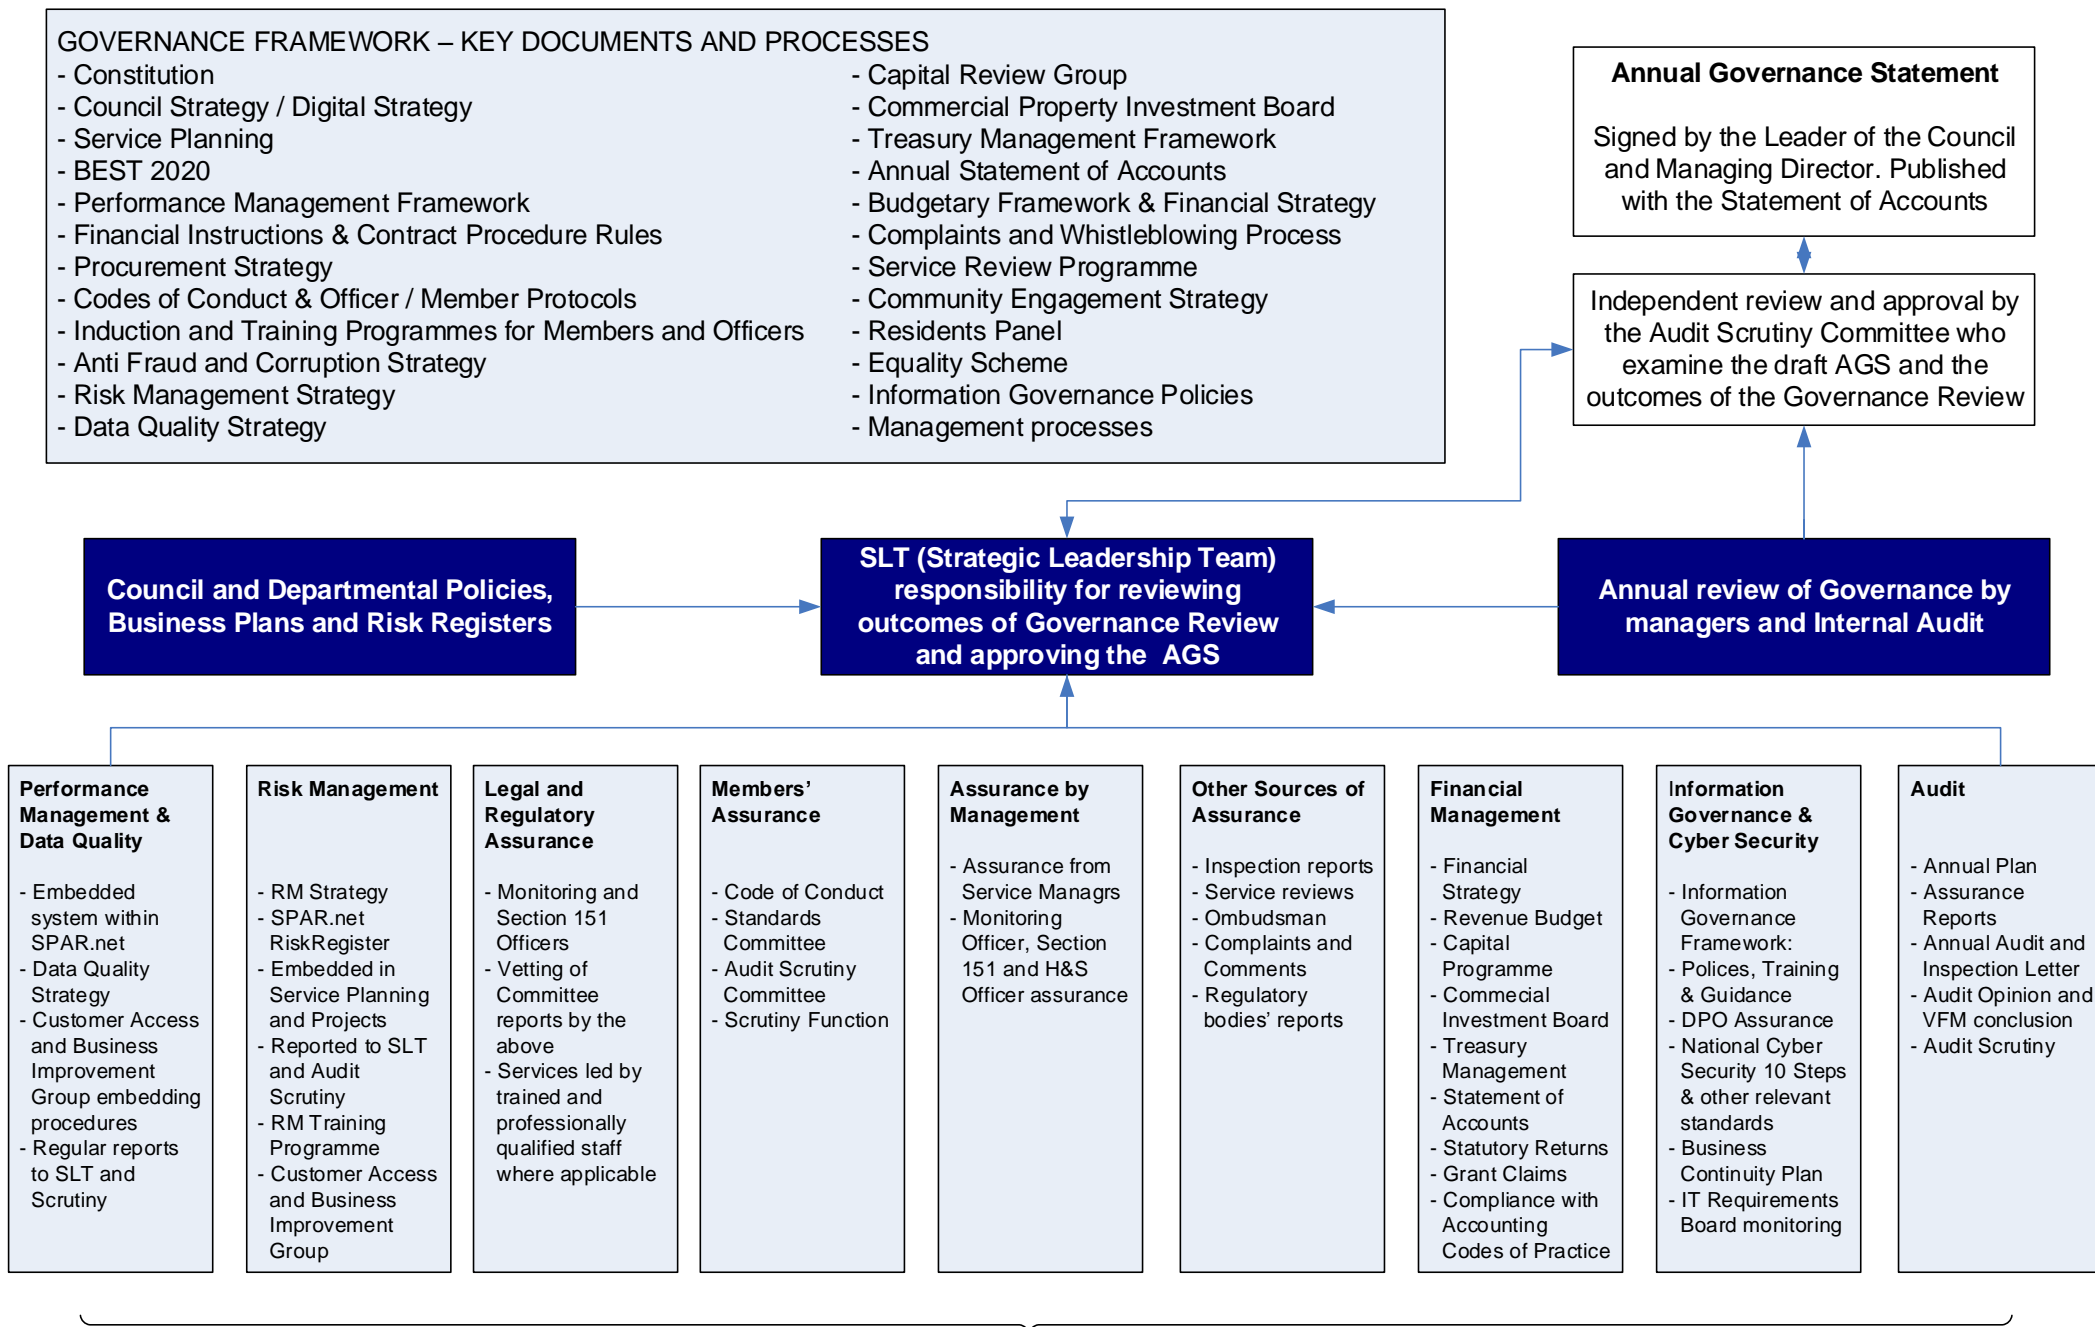 GOVERNANCE FRAMEWORK – KEY DOCUMENTS AND PROCESSES
- Constitution
- Council Strategy / Digital Strategy
- Service Planning
- BEST 2020
- Performance Management Framework
- Financial Instructions & Contract Procedure Rules
- Procurement Strategy
- Codes of Conduct & Officer / Member Protocols
- Induction and Training Programmes for Members and Officers
- Anti Fraud and Corruption Strategy
- Risk Management Strategy
- Data Quality Strategy
- Capital Review Group
- Commercial Property Investment Board
- Treasury Management Framework
- Annual Statement of Accounts
- Budgetary Framework & Financial Strategy
- Complaints and Whistleblowing Process
- Service Review Programme
- Community Engagement Strategy
- Residents Panel
- Equality Scheme
- Information Governance Policies
- Management processes
Annual Governance Statement
Signed by the Leader of the Council
and Managing Director. Published
with the Statement of Accounts
Independent review and approval by
the Audit Scrutiny Committee who
examine the draft AGS and the
outcomes of the Governance Review
Council and Departmental Policies,
Business Plans and Risk Registers
SLT (Strategic Leadership Team)
responsibility for reviewing
outcomes of Governance Review
and approving the AGS
Annual review of Governance by
managers and Internal Audit
Performance
Management &
Data Quality
- Embedded
system within
SPAR.net
- Data Quality
Strategy
- Customer Access
and Business
Improvement
Group embedding
procedures
- Regular reports
to SLT and
Scrutiny
Risk Management
- RM Strategy
- SPAR.net
RiskRegister
- Embedded in
Service Planning
and Projects
- Reported to SLT
and Audit
Scrutiny
- RM Training
Programme
- Customer Access
and Business
Improvement
Group
Legal and
Regulatory
Assurance
- Monitoring and
Section 151
Officers
- Vetting of
Committee
reports by the
above
- Services led by
trained and
professionally
qualified staff
where applicable
Members’
Assurance
- Code of Conduct
- Standards
Committee
- Audit Scrutiny
Committee
- Scrutiny Function
Assurance by
Management
- Assurance from
Service Managrs
- Monitoring
Officer, Section
151 and H&S
Officer assurance
Other Sources of
Assurance
- Inspection reports
- Service reviews
- Ombudsman
- Complaints and
Comments
- Regulatory
bodies’ reports
Financial
Management
- Financial
Strategy
- Revenue Budget
- Capital
Programme
- Commecial
Investment Board
- Treasury
Management
- Statement of
Accounts
- Statutory Returns
- Grant Claims
- Compliance with
Accounting
Codes of Practice
Information
Governance &
Cyber Security
- Information
Governance
Framework:
- Polices, Training
& Guidance
- DPO Assurance
- National Cyber
Security 10 Steps
& other relevant
standards
- Business
Continuity Plan
- IT Requirements
Board monitoring
Audit
- Annual Plan
- Assurance
Reports
- Annual Audit and
Inspection Letter
- Audit Opinion and
VFM conclusion
- Audit Scrutiny